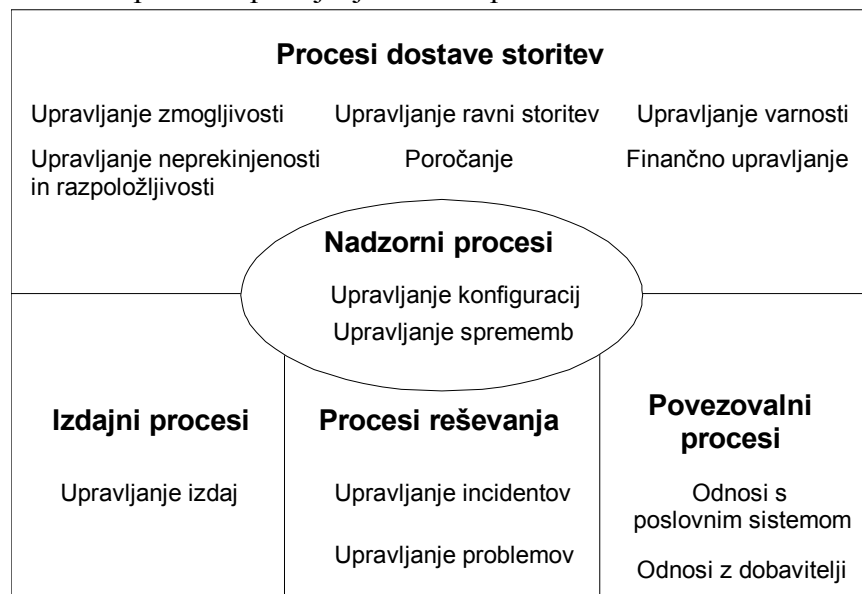 Procesi dostave storitev
Upravljanje zmogljivosti
Upravljanje ravni storitev
Upravljanje varnosti
Upravljanje neprekinjenosti
in razpoložljivosti
Poročanje
Finančno upravljanje
Nadzorni procesi
Upravljanje konfiguracij
Upravljanje sprememb
Izdajni procesi
Upravljanje izdaj
Procesi reševanja
Upravljanje incidentov
Upravljanje problemov
Povezovalni
procesi
Odnosi s
poslovnim sistemom
Odnosi z dobavitelji